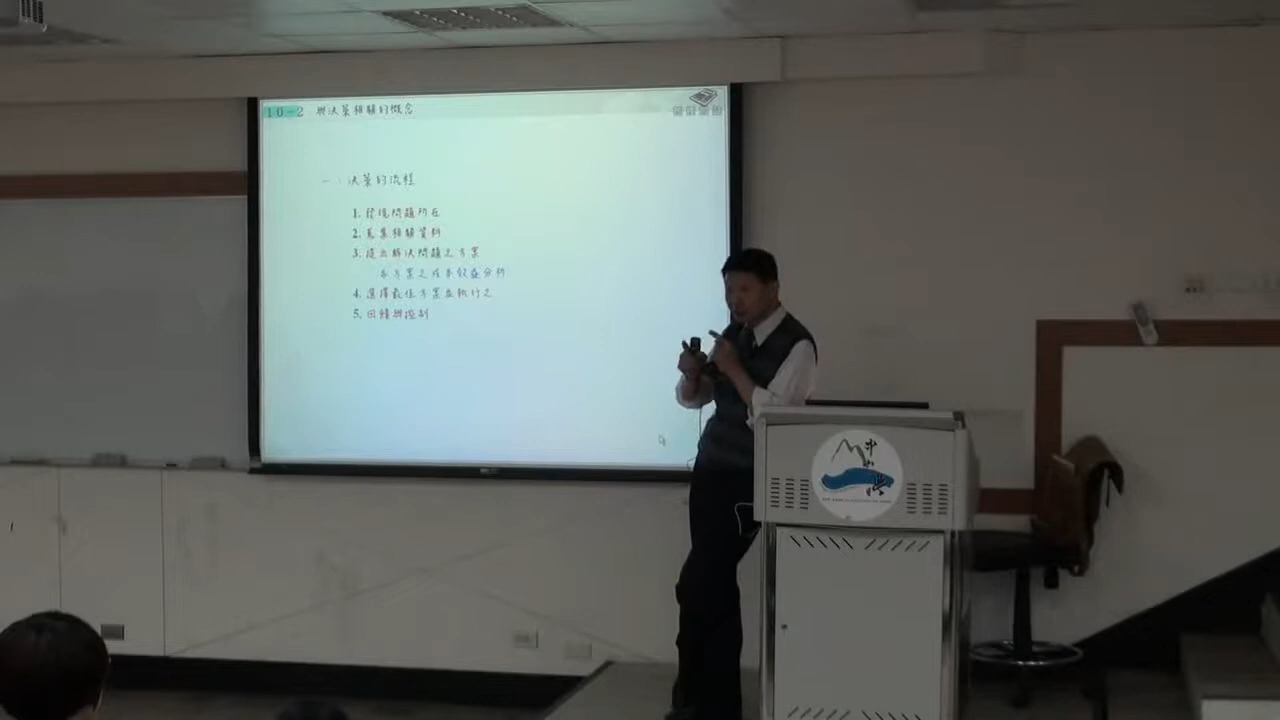 10-2 與決策相關的概念
一、決策的流程
1. 發現問題所在
2. 蒐集相關資料
3. 提出解決問題之方案
各方案之成本效益分析
4. 選擇最佳方案並執行之
5. 回饋與控制